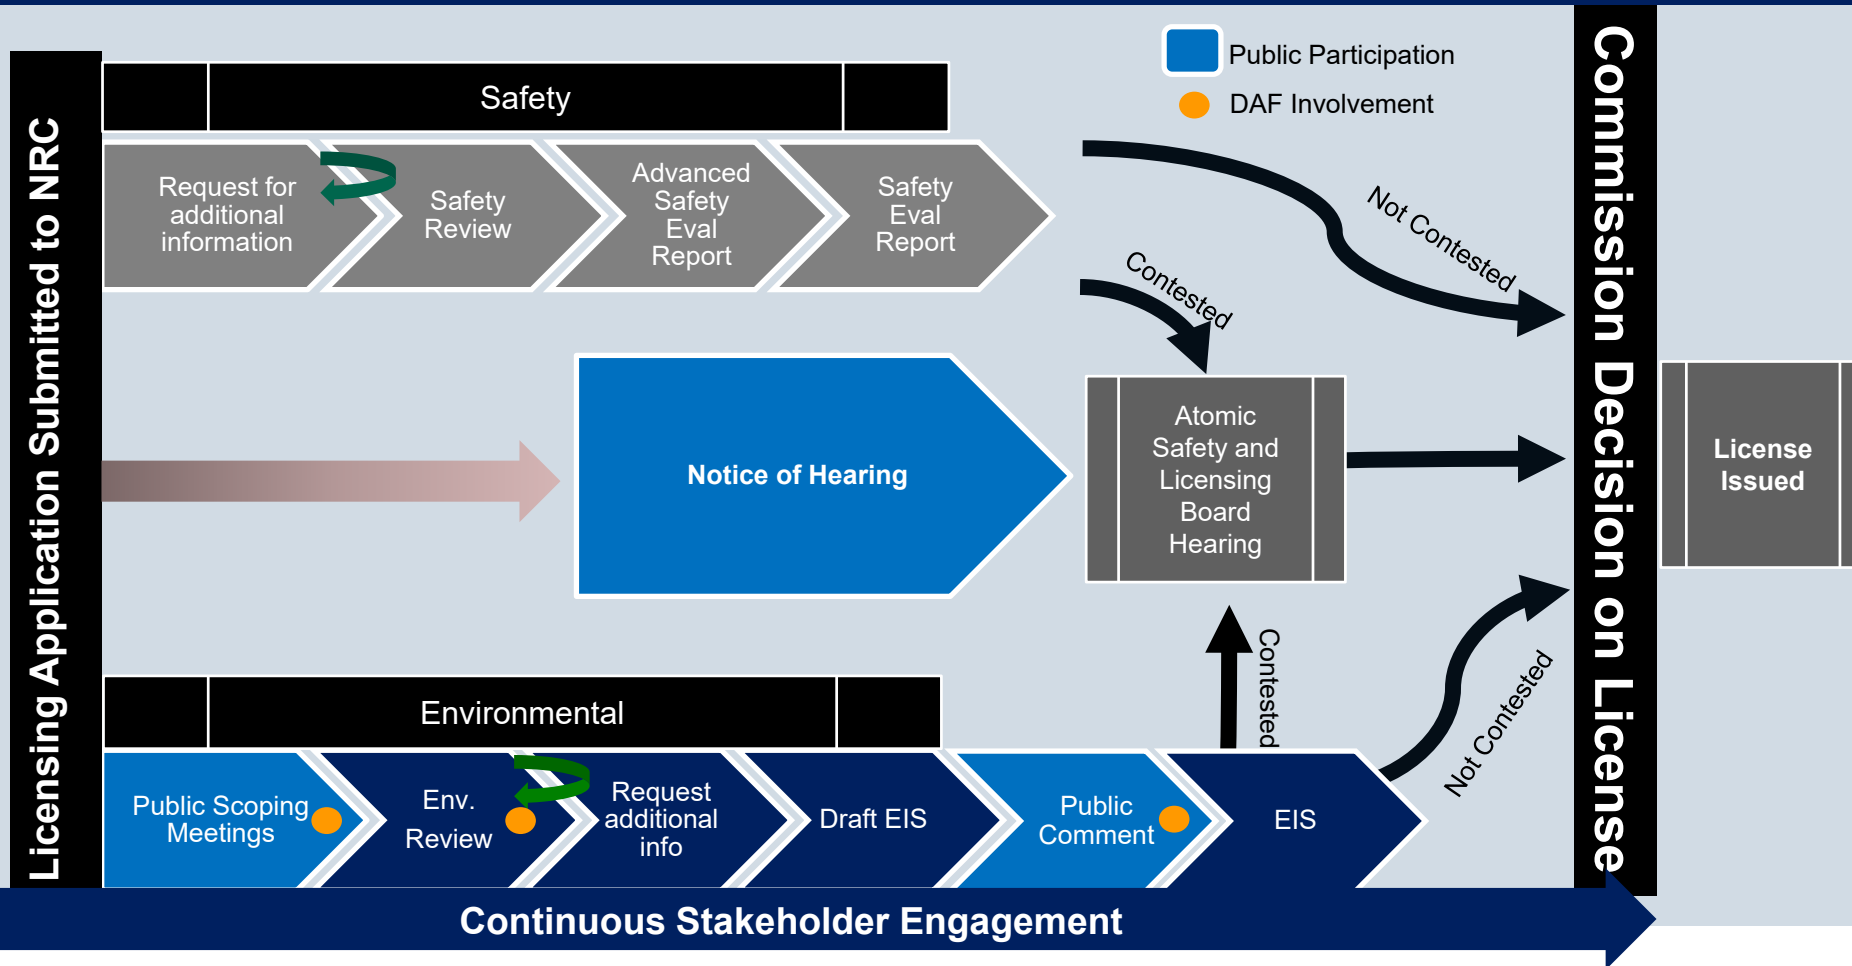 Licensing Application Submitted to NRC
Public Participation
DAF Involvement
Safety
Request for
additional
information
Safety
Review
Advanced
Safety
Eval
Report
Safety
Eval
Report
Not Contested
Contested
Notice of Hearing
Atomic
Safety and
Licensing
Board
Hearing
Contested
Not Contested
Environmental
Public Scoping
Meetings
Env.
Review
Request
additional
info
Draft EIS
Public
Comment
EIS
Commission Decision on License
License
Issued
Continuous Stakeholder Engagement